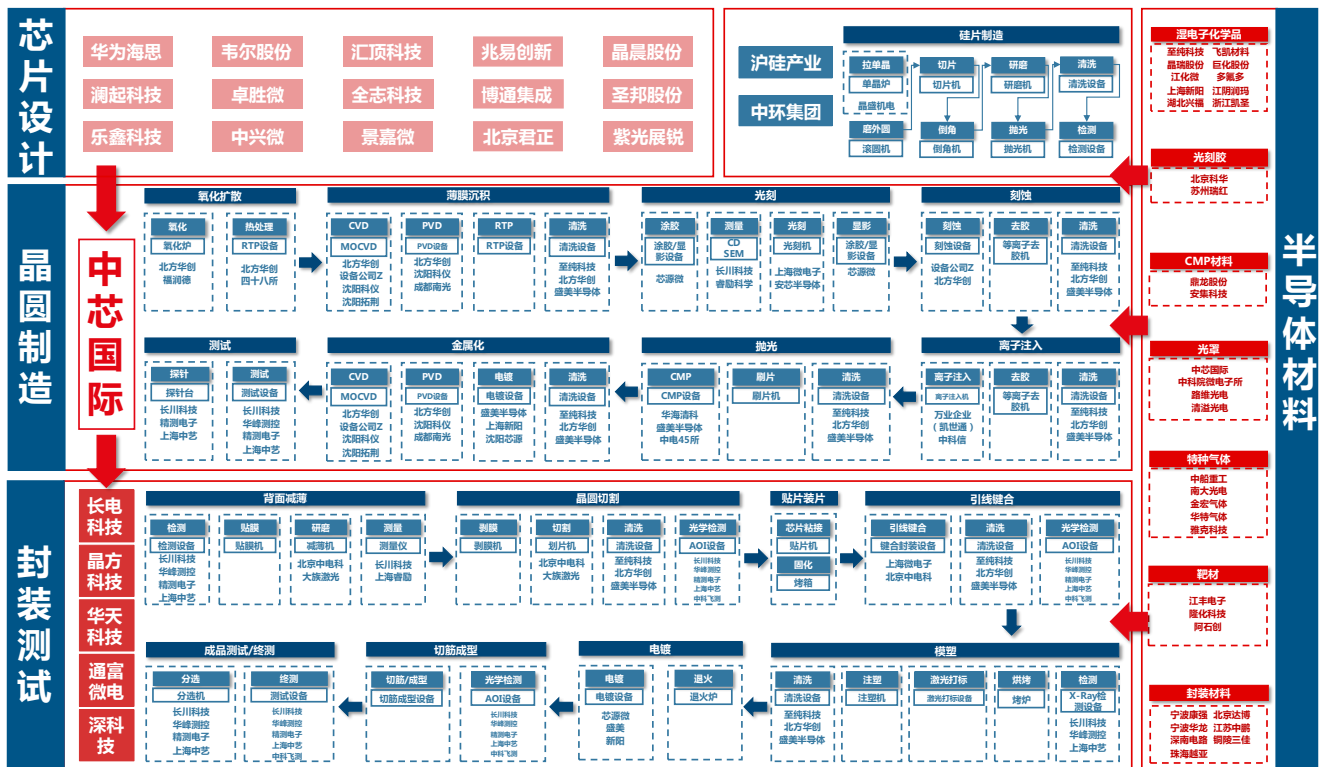 芯片设计
华为海思 韦尔股份 汇顶科技 兆易创新 晶晨股份
澜起科技 卓胜微 全志科技 博通集成 圣邦股份
乐鑫科技 中兴微 景嘉微 北京君正 紫光展锐
沪硅产业
中环集团
硅片制造
拉单晶 切片 研磨 清洗
单晶炉 切片机 研磨机 清洗设备
晶盛机电
磨外圆 倒角 抛光 检测
滚圆机 倒角机 抛光机 检测设备
晶圆制造
中芯国际
氧化扩散
氧化 热处理
氧化炉 RTP设备
北方华创 北方华创
福润德 四十八所
薄膜沉积
CVD PVD RTP 清洗
MOCVD PVD设备 RTP设备 清洗设备
北方华创 北方华创 至纯科技
设备公司Z 沈阳科仪 北方华创
沈阳科仪 成都南光 盛美半导体
沈阳拓荆
光刻
涂胶 测量 光刻 显影
涂胶/显影设备 CD SEM 光刻机 涂胶/显影设备
芯源微 长川科技 上海微电子 芯源微
睿励科学 安芯半导体
刻蚀
刻蚀 去胶 清洗
刻蚀设备 等离子去胶机 清洗设备
设备公司Z 至纯科技
北方华创 北方华创
盛美半导体
测试
探针 测试
探针台 测试设备
长川科技 长川科技
精测电子 华峰测控
上海中艺 精测电子
上海中艺
金属化
CVD PVD 电镀 清洗
MOCVD PVD设备 电镀设备 清洗设备
北方华创 北方华创 盛美半导体 至纯科技
设备公司Z 沈阳科仪 上海新阳 北方华创
沈阳科仪 成都南光 沈阳芯源 盛美半导体
沈阳拓荆
抛光
CMP 刷片 清洗
CMP设备 刷片机 清洗设备
华海清科 至纯科技
盛美半导体 北方华创
中电45所 盛美半导体
离子注入
离子注入 去胶 清洗
离子注入机 等离子去胶机 清洗设备
万业企业 至纯科技
（凯世通） 北方华创
中科信 盛美半导体
封装测试
长电科技
晶方科技
华天科技
通富微电
深科技
背面减薄
检测 贴膜 研磨 测量
检测设备 贴膜机 减薄机 测量仪
长川科技 北京中电科 长川科技
华峰测控 大族激光 上海睿励
精测电子
上海中艺
晶圆切割
剥膜 切割 清洗 光学检测
剥膜机 划片机 清洗设备 AOI设备
北京中电科 至纯科技 长川科技
大族激光 北方华创 华峰测控
盛美半导体 精测电子
上海中艺
中科飞测
贴片装片
芯片粘接
贴片机
固化
烤箱
引线键合
引线键合 清洗 光学检测
键合封装设备 清洗设备 AOI设备
上海微电子 至纯科技 长川科技
北京中电科 北方华创 华峰测控
盛美半导体 精测电子
上海中艺
中科飞测
成品测试/终测
分选 终测
分选机 测试设备
长川科技 长川科技
华峰测控 华峰测控
精测电子 精测电子
上海中艺 上海中艺
中科飞测
切筋成型
切筋/成型 光学检测
切筋成型设备 AOI设备
长川科技
华峰测控
精测电子
上海中艺
中科飞测
电镀
电镀 退火
电镀设备 退火炉
芯源微
盛美
新阳
模塑
清洗 注塑 激光打标 烘烤 检测
清洗设备 注塑机 激光打标设备 烤炉 X-Ray检测设备
至纯科技 长川科技
北方华创 华峰测控
盛美半导体 上海中艺
半导体材料
湿电子化学品
至纯科技 飞凯材料
晶瑞股份 巨化股份
江化微 多氟多
上海新阳 江阴润玛
湖北兴福 浙江凯圣
光刻胶
北京科华
苏州瑞红
CMP材料
鼎龙股份
安集科技
光罩
中芯国际
中科院微电子所
路维光电
清溢光电
特种气体
中船重工
南大光电
金宏气体
华特气体
雅克科技
靶材
江丰电子
隆化科技
阿石创
封装材料
宁波康强 北京达博
宁波华龙 江苏中鹏
深南电路 铜陵三佳
珠海越亚